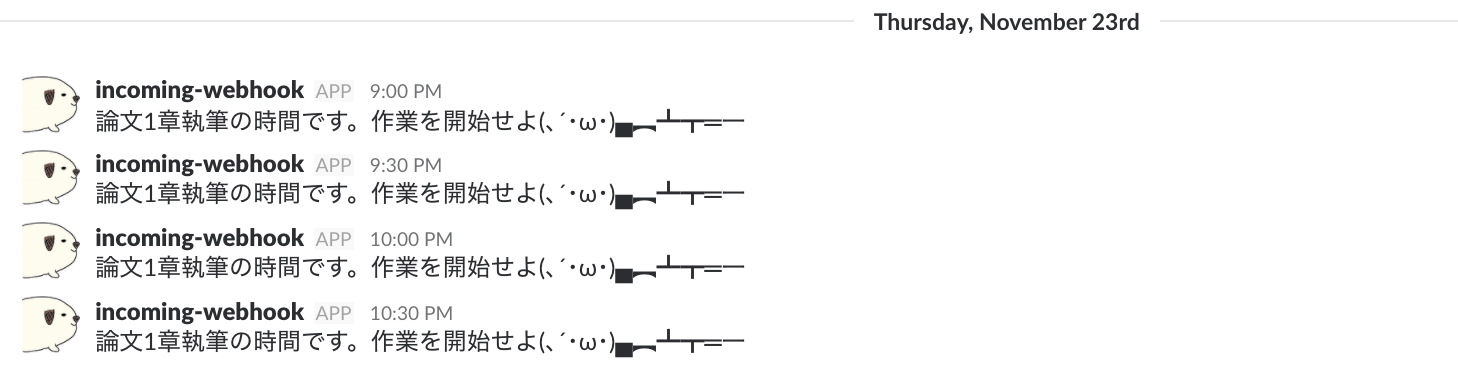 Thursday, November 23rd
incoming-webhook APP 9:00 PM
論文1章執筆の時間です。作業を開始せよ(､´･ω･)▄︻┻┳═一
incoming-webhook APP 9:30 PM
論文1章執筆の時間です。作業を開始せよ(､´･ω･)▄︻┻┳═一
incoming-webhook APP 10:00 PM
論文1章執筆の時間です。作業を開始せよ(､´･ω･)▄︻┻┳═一
incoming-webhook APP 10:30 PM
論文1章執筆の時間です。作業を開始せよ(､´･ω･)▄︻┻┳═一